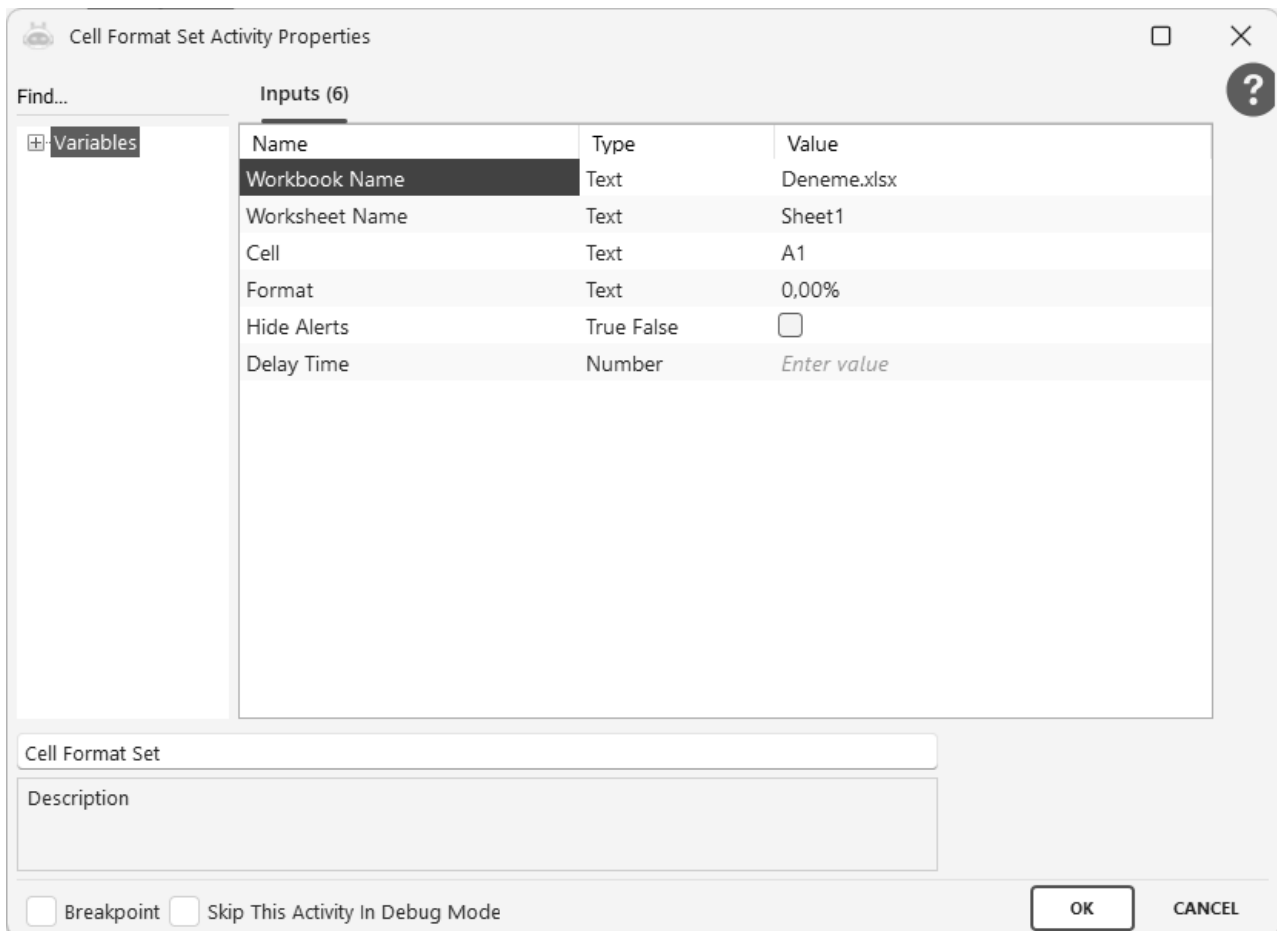 Cell Format Set Activity Properties
?
Find...
Inputs (6)
Variables
Name Type Value
Workbook Name Text Deneme.xlsx
Worksheet Name Text Sheet1
Cell Text A1
Format Text 0,00%
Hide Alerts True False
Delay Time Number Enter value
Cell Format Set
Description
Breakpoint Skip This Activity In Debug Mode OK CANCEL